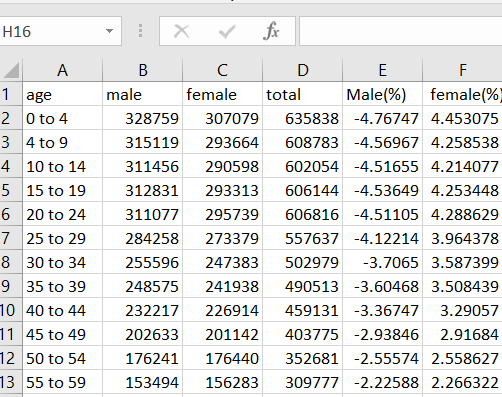 H16 fx
A B C D E F
1 age male female total Male(%) female(%)
2 0 to 4 328759 307079 635838 -4.76747 4.453075
3 4 to 9 315119 293664 608783 -4.56967 4.258538
4 10 to 14 311456 290598 602054 -4.51655 4.214077
5 15 to 19 312831 293313 606144 -4.53649 4.253448
6 20 to 24 311077 295739 606816 -4.51105 4.288629
7 25 to 29 284258 273379 557637 -4.12214 3.964378
8 30 to 34 255596 247383 502979 -3.7065 3.587399
9 35 to 39 248575 241938 490513 -3.60468 3.508439
10 40 to 44 232217 226914 459131 -3.36747 3.29057
11 45 to 49 202633 201142 403775 -2.93846 2.91684
12 50 to 54 176241 176440 352681 -2.55574 2.558627
13 55 to 59 153494 156283 309777 -2.22588 2.266322